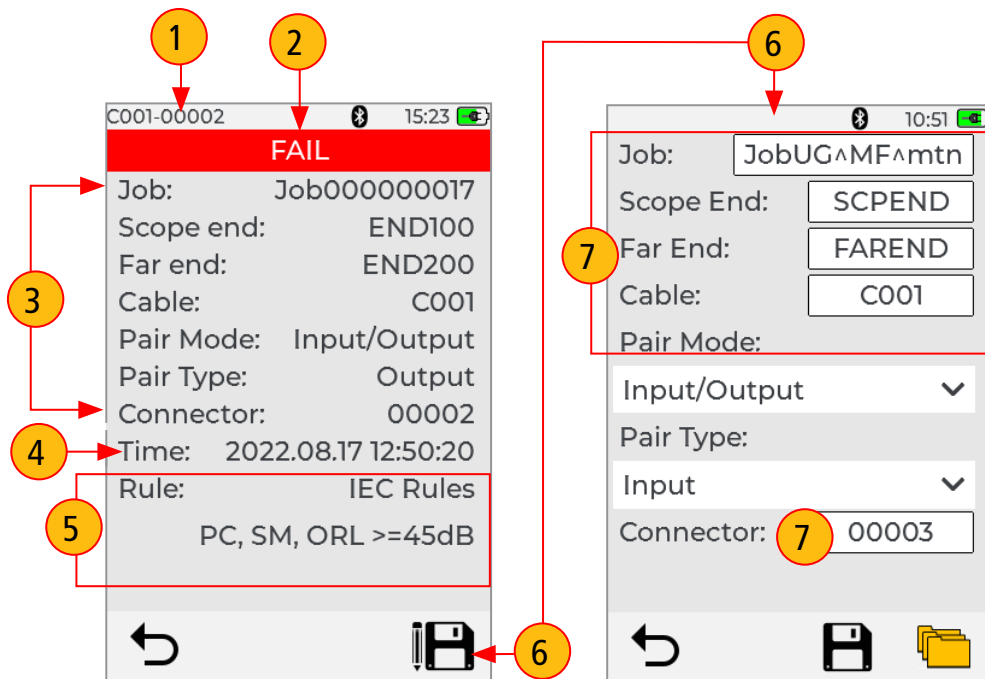 1
2
6
C001-00002 15:23
FAIL
Job: Job000000017
Scope end: END100
Far end: END200
Cable: C001
Pair Mode: Input/Output
Pair Type: Output
Connector: 00002
Time: 2022.08.17 12:50:20
Rule: IEC Rules
PC, SM, ORL >=45dB
3
4
5
6
10:51
Job: JobUG^MF^mtn
Scope End: SCPEND
Far End: FAREND
Cable: C001
Pair Mode:
Input/Output
Pair Type:
Input
Connector: 00003
7
7